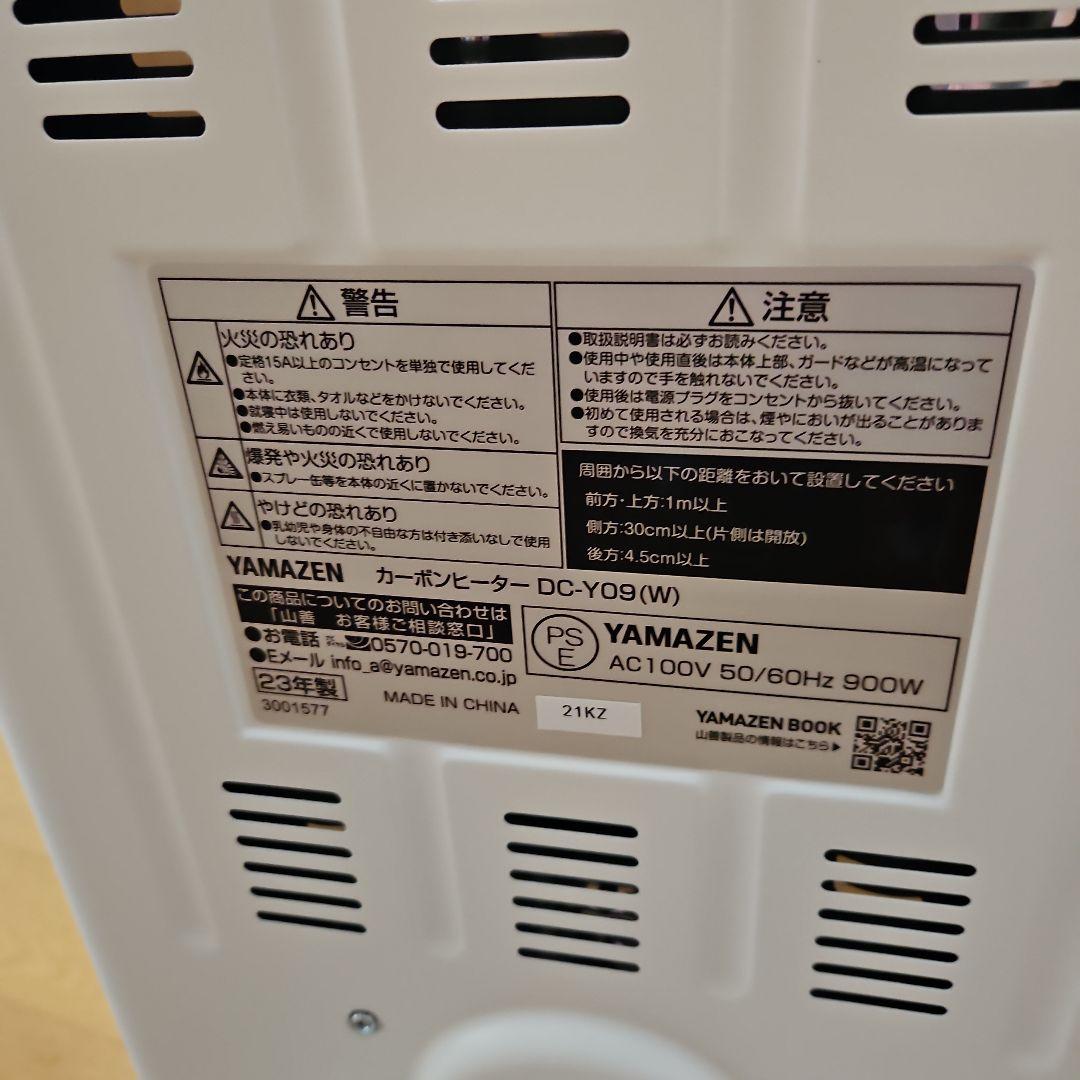 警告
火災の恐れあり
●定格15A以上のコンセントを単独で使用してくだ
さい。
●本体に衣類、タオルなどをかけないでください。
●就寝中は使用しないでください。
●燃え易いものの近くで使用しないでください。
爆発や火災の恐れあり
●スプレー缶等を本体の近くに置かないでください。
やけどの恐れあり
●乳幼児や身体の不自由な方は付き添いなしで使用
しないでください。
注意
●取扱説明書は必ずお読みください。
●使用中や使用直後は本体上部、ガードなどが高温になって
いますので手を触れないでください。
●使用後は電源プラグをコンセントから抜いてください。
●初めて使用される場合は、煙やにおいが出ることがありま
すので換気を充分におこなってください。
周囲から以下の距離をおいて設置してください
前方・上方:1m以上
側方:30cm以上(片側は開放)
後方:4.5cm以上
YAMAZEN カーボンヒーター DC-Y09(W)
この商品についてのお問い合わせは
「山善 お客様ご相談窓口」
●お電話 0570-019-700
●Eメール info_a@yamazen.co.jp
23年製
3001577
MADE IN CHINA
21KZ
PS
E
YAMAZEN
AC100V 50/60Hz 900W
YAMAZEN BOOK
山善製品の情報はこちら▶